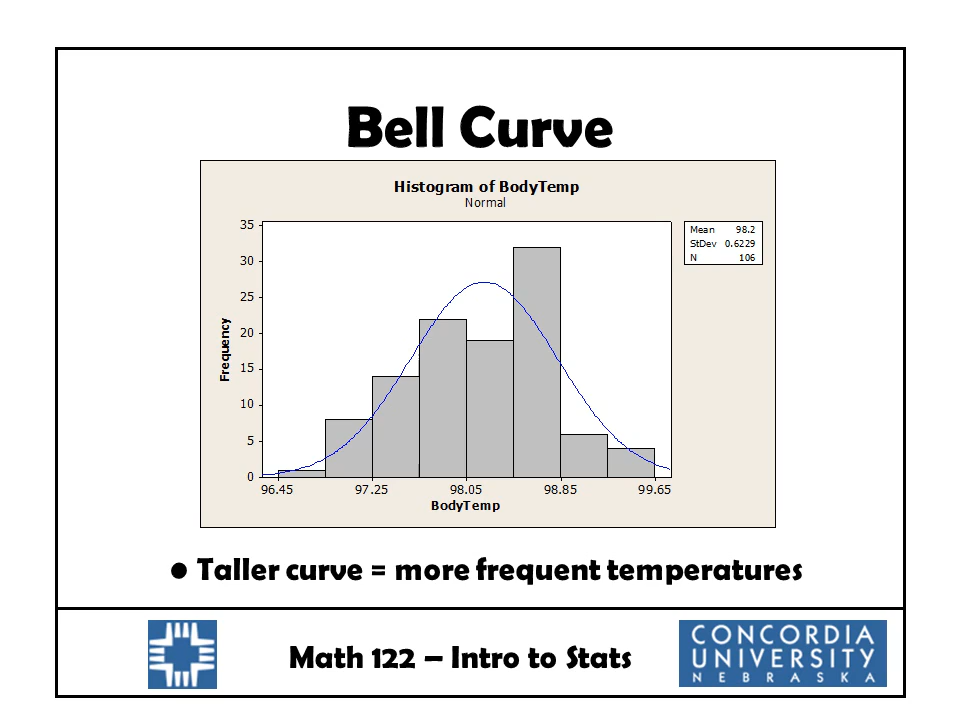 Bell Curve
Histogram of BodyTemp
Normal
Mean 98.2
StDev 0.6229
N 106
35
30
25
20
15
10
5
0
Frequency
96.45 97.25 98.05 98.85 99.65
BodyTemp
• Taller curve = more frequent temperatures
Math 122 – Intro to Stats
CONCORDIA
UNIVERSITY
NEBRASKA